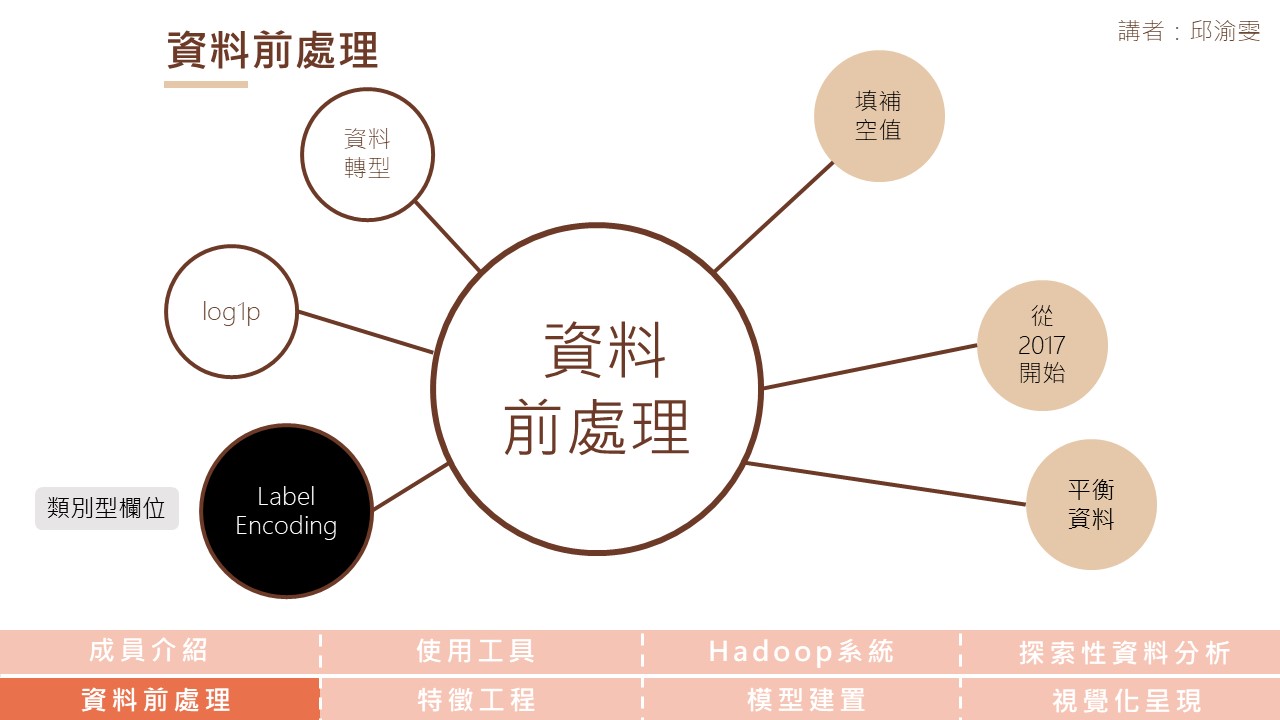 資料前處理
講者：邱渝雯
資料
轉型
填補
空值
log1p
資料
前處理
從
2017
開始
類別型欄位
Label
Encoding
平衡
資料
成員介紹
使用工具
Hadoop系統
探索性資料分析
資料前處理
特徵工程
模型建置
視覺化呈現